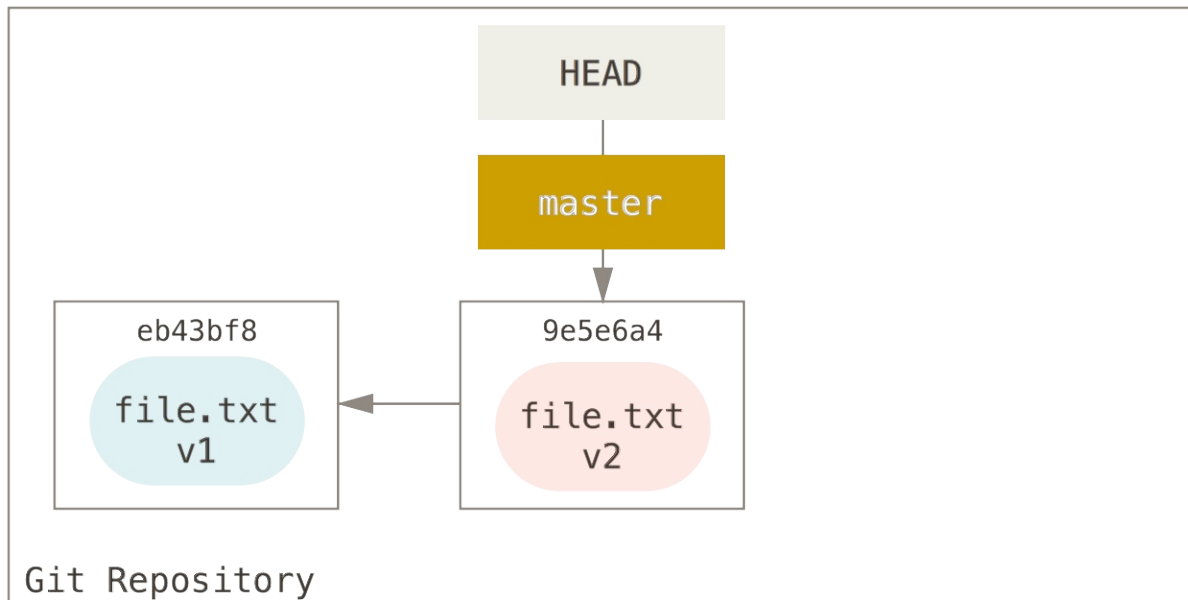 HEAD
master
eb43bf8
file.txt
v1
9e5e6a4
file.txt
v2
Git Repository